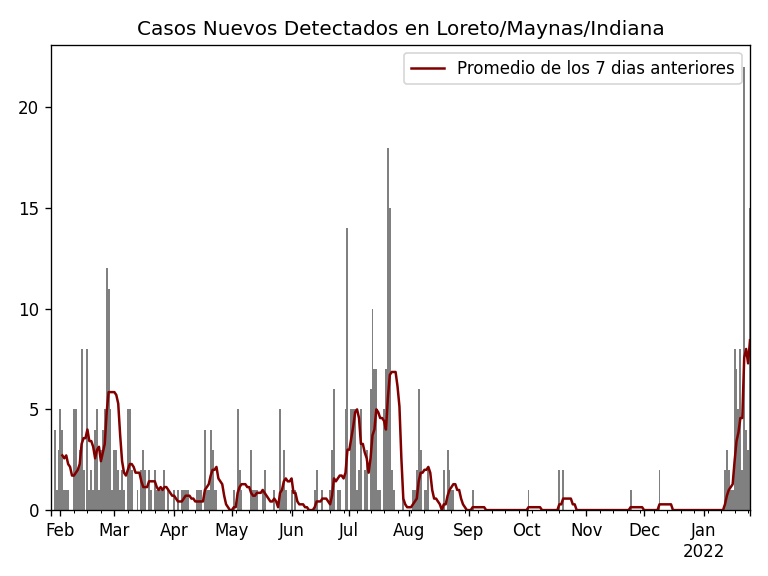 Casos Nuevos Detectados en Loreto/Maynas/Indiana
Promedio de los 7 dias anteriores
20
15
10
5
0
Feb Mar Apr May Jun Jul Aug Sep Oct Nov Dec Jan
2022